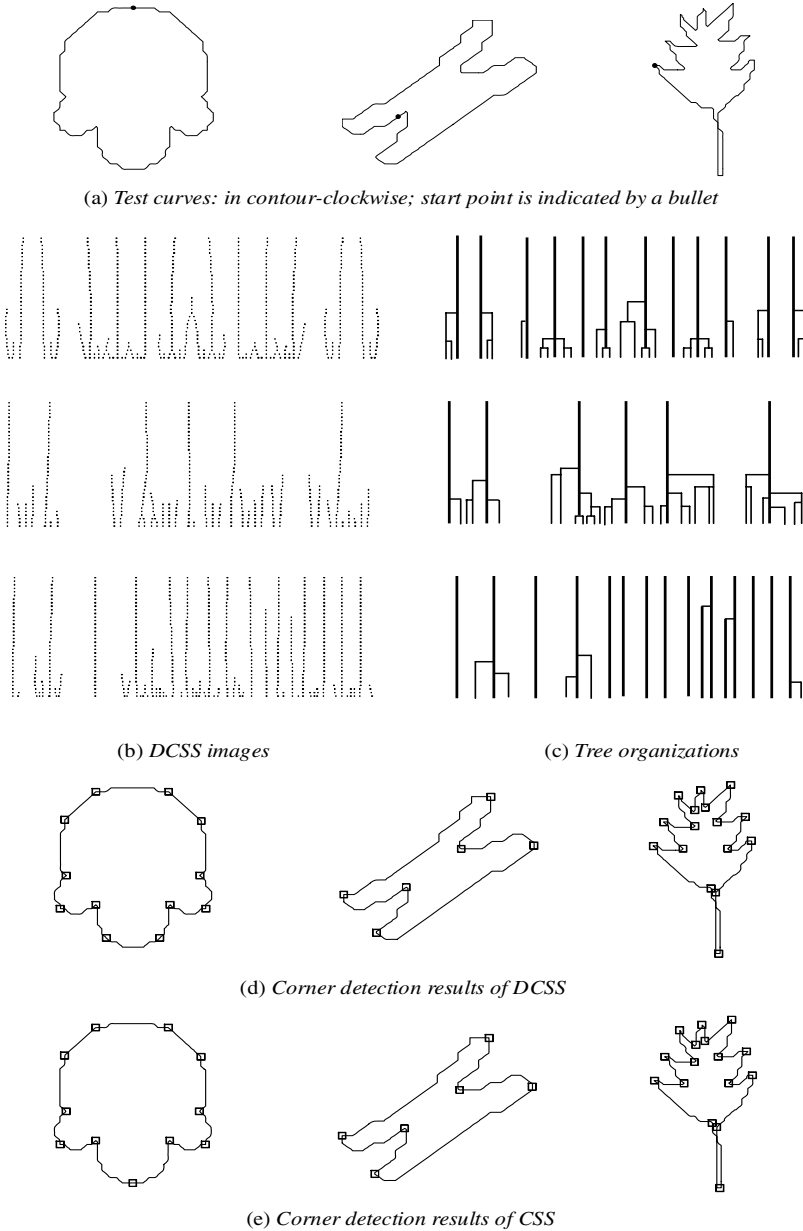 (a) Test curves: in contour-clockwise; start point is indicated by a bullet
(b) DCSS images
(c) Tree organizations
(d) Corner detection results of DCSS
(e) Corner detection results of CSS